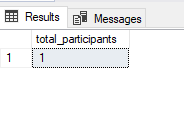 Results Messages
total_participants
1 1